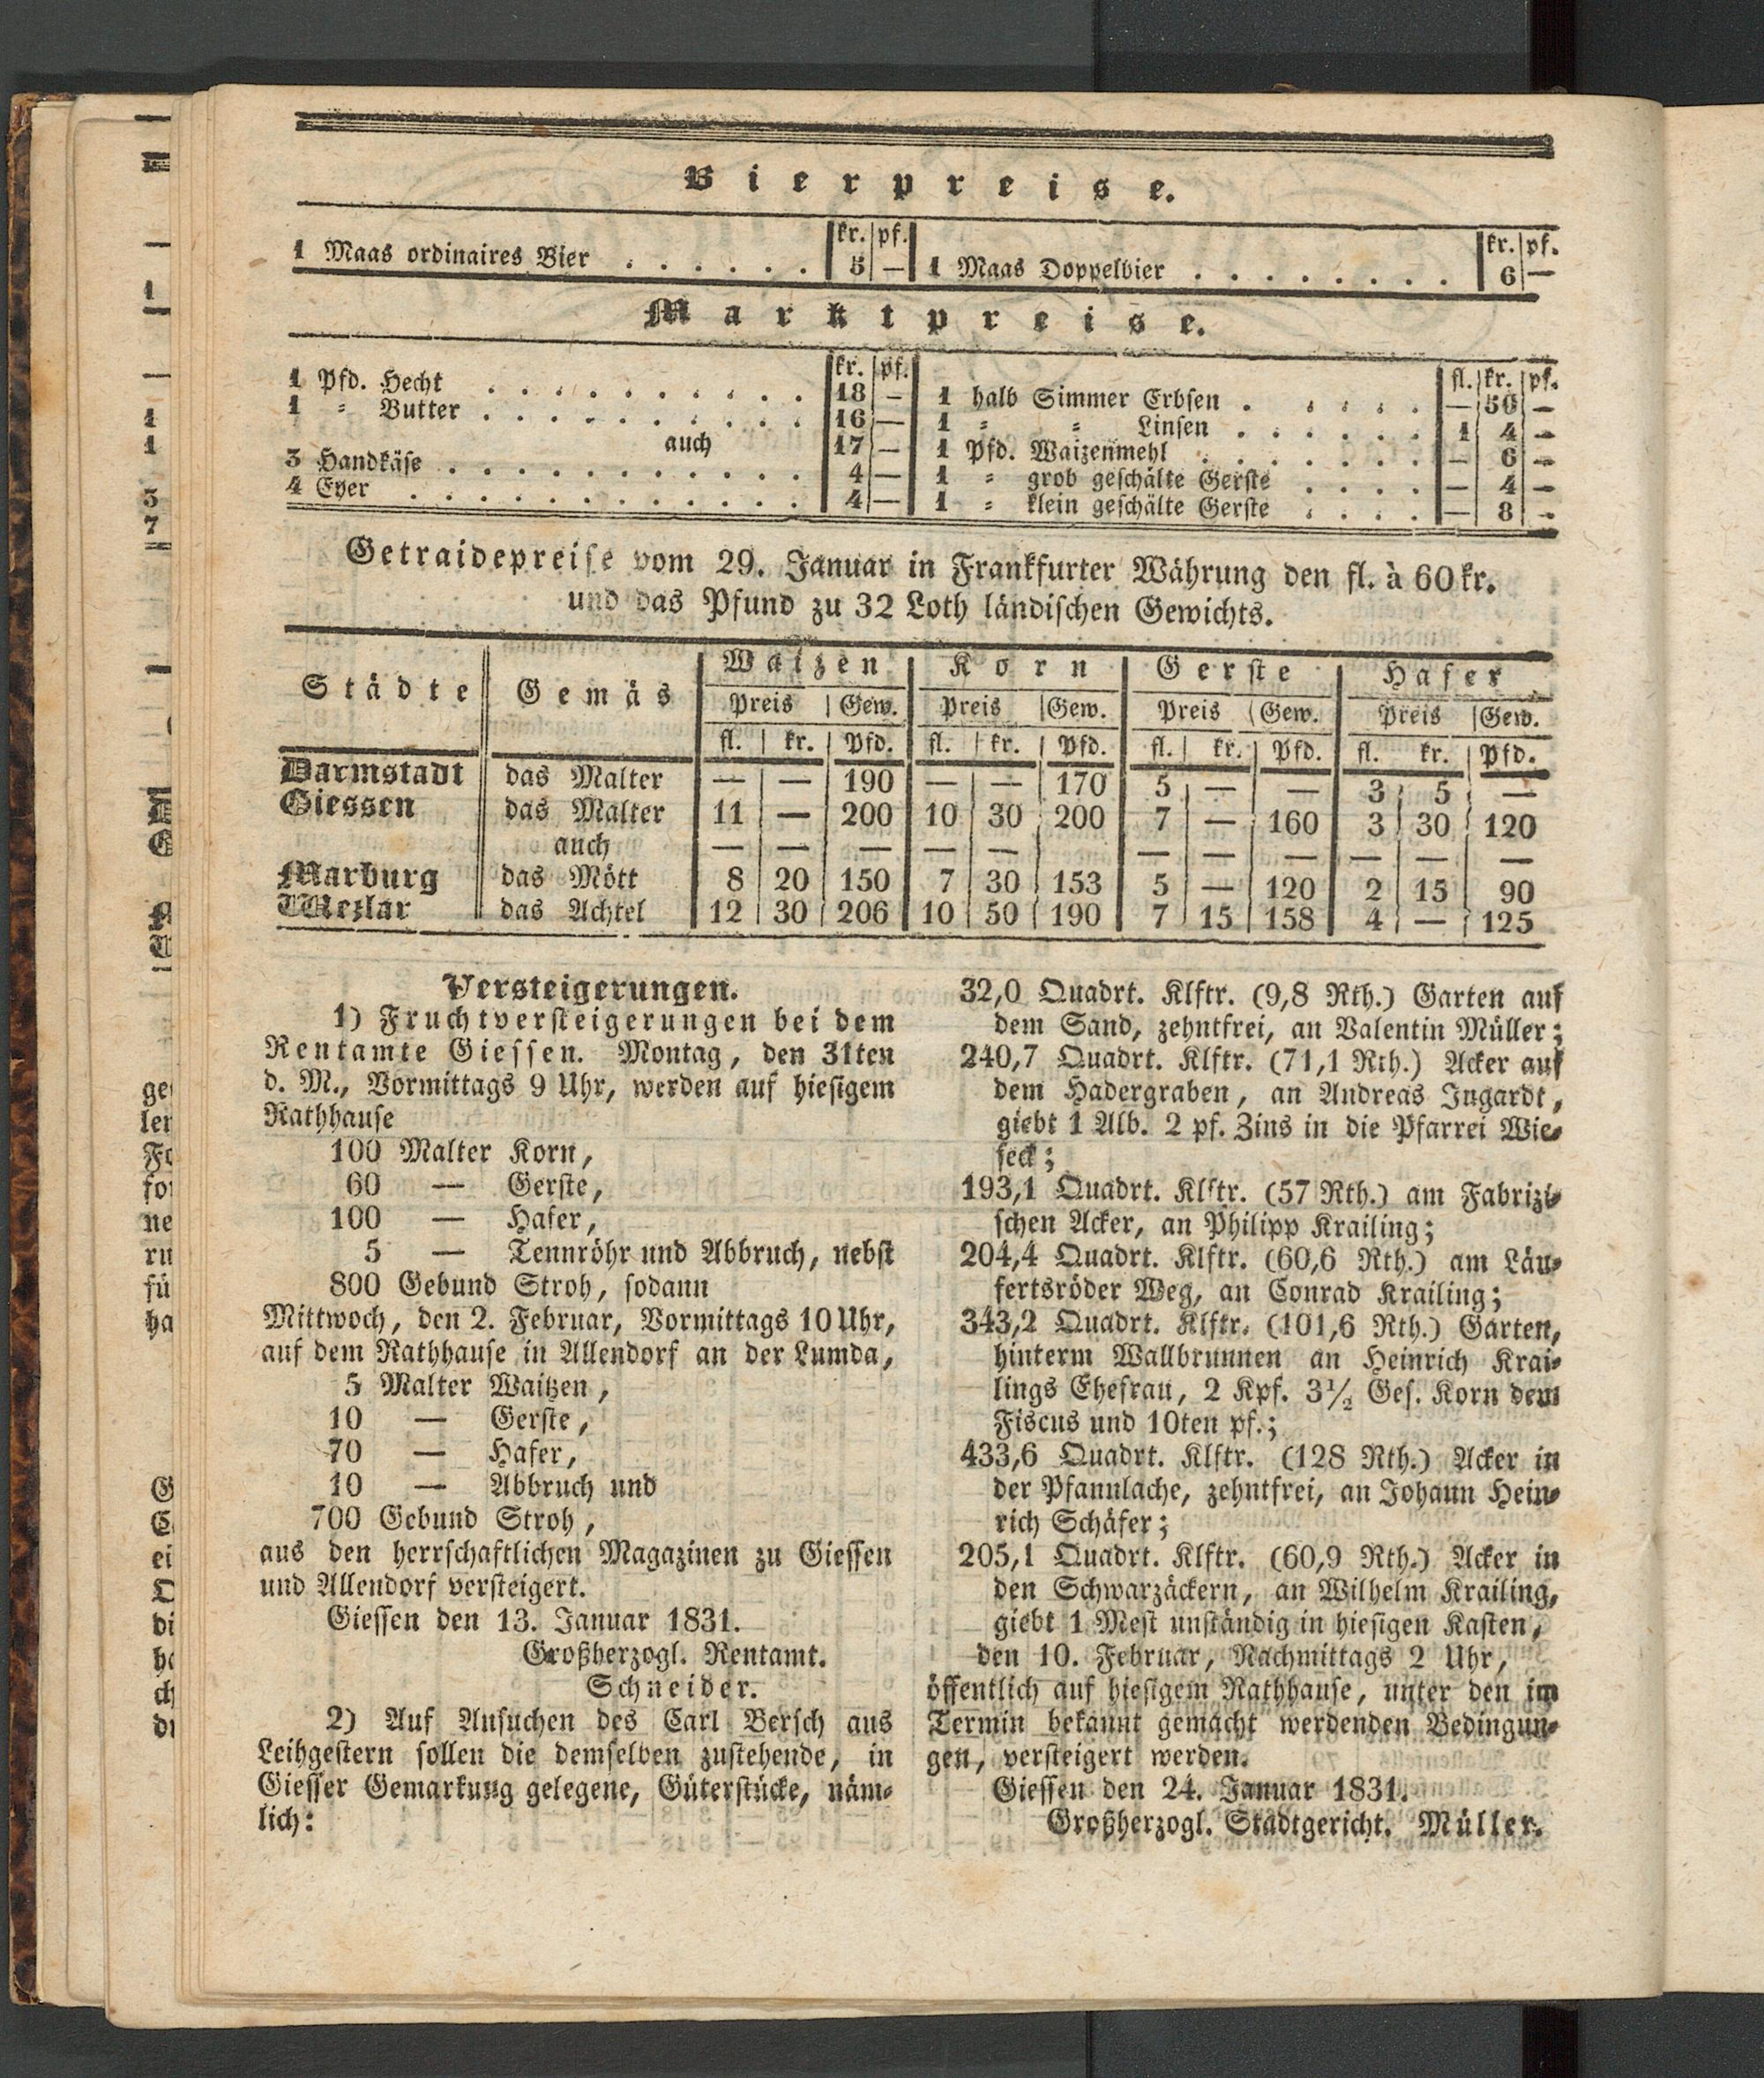 Bierpreise.
kr. pf. kr. pf.
1 Maas ordinaires Bier . . . . . . 5 — 1 Maas Doppelbier . . . . . . . . 6 —
Marktpreise.
kr. pf. fl. kr. pf.
1 Pfd. Hecht . . . . . . . . . . 18 — 1 halb Simmer Erbsen . . . . . — 56 —
1 = Butter . . . . . . . . . . 16 — 1 = = Linsen . . . . . . 1 4 —
auch 17 — 1 Pfd. Waizenmehl . . . . . . . — 6 —
3 Handkäse . . . . . . . . . . . 4 — 1 = grob geschälte Gerste . . . . — 4 —
4 Eyer . . . . . . . . . . . . 4 — 1 = klein geschälte Gerste . . . . — 8 —
Getraidepreise vom 29. Januar in Frankfurter Währung den fl. à 60 kr.
und das Pfund zu 32 Loth ländischen Gewichts.
Städte Gemäs Waizen Korn Gerste Hafer
Preis Gew. Preis Gew. Preis Gew. Preis Gew.
fl. kr. Pfd. fl. kr. Pfd. fl. kr. Pfd. fl. kr. Pfd.
Darmstadt das Malter — — 190 — — 170 5 — — 3 5 —
Giessen das Malter 11 — 200 10 30 200 7 — 160 3 30 120
auch — — — — — — — — — — —
Marburg das Mött 8 20 150 7 30 153 5 — 120 2 15 90
Wezlar das Achtel 12 30 206 10 50 190 7 15 158 4 — 125
Versteigerungen.
1) Fruchtversteigerungen bei dem
Rentamte Giessen. Montag, den 31ten
d. M., Vormittags 9 Uhr, werden auf hiesigem
Rathhause
100 Malter Korn,
60 — Gerste,
100 — Hafer,
5 — Tennröhr und Abbruch, nebst
800 Gebund Stroh, sodann
Mittwoch, den 2. Februar, Vormittags 10 Uhr,
auf dem Rathhause in Allendorf an der Lumda,
5 Malter Waitzen,
10 — Gerste,
70 — Hafer,
10 — Abbruch und
700 Gebund Stroh,
aus den herrschaftlichen Magazinen zu Giessen
und Allendorf versteigert.
Giessen den 13. Januar 1831.
Großherzogl. Rentamt.
Schneider.
2) Auf Ansuchen des Carl Bersch aus
Leihgestern sollen die demselben zustehende, in
Giesser Gemarkung gelegene, Güterstücke, näm-
lich:
32,0 Quadrt. Klftr. (9,8 Rth.) Garten auf
dem Sand, zehntfrei, an Valentin Müller;
240,7 Quadrt. Klftr. (71,1 Rth.) Acker auf
dem Hadergraben, an Andreas Ingardt,
giebt 1 Alb. 2 pf. Zins in die Pfarrei Wie-
seck;
193,1 Quadrt. Klftr. (57 Rth.) am Fabrizi-
schen Acker, an Philipp Krailing;
204,4 Quadrt. Klftr. (60,6 Rth.) am Läu-
fertsröder Weg, an Conrad Krailing;
343,2 Quadrt. Klftr. (101,6 Rth.) Garten,
hinterm Wallbrunnen an Heinrich Krai-
lings Ehefrau, 2 Kpf. 3½ Ges. Korn dem
Fiscus und 10ten pf.;
433,6 Quadrt. Klftr. (128 Rth.) Acker in
der Pfannlache, zehntfrei, an Johann Hein-
rich Schäfer;
205,1 Quadrt. Klftr. (60,9 Rth.) Acker in
den Schwarzäckern, an Wilhelm Krailing,
giebt 1 Mest unständig in hiesigen Kasten,
den 10. Februar, Nachmittags 2 Uhr,
öffentlich auf hiesigem Rathhause, unter den im
Termin bekannt gemacht werdenden Bedingun-
gen, versteigert werden.
Giessen den 24. Januar 1831.
Großherzogl. Stadtgericht. Müller.